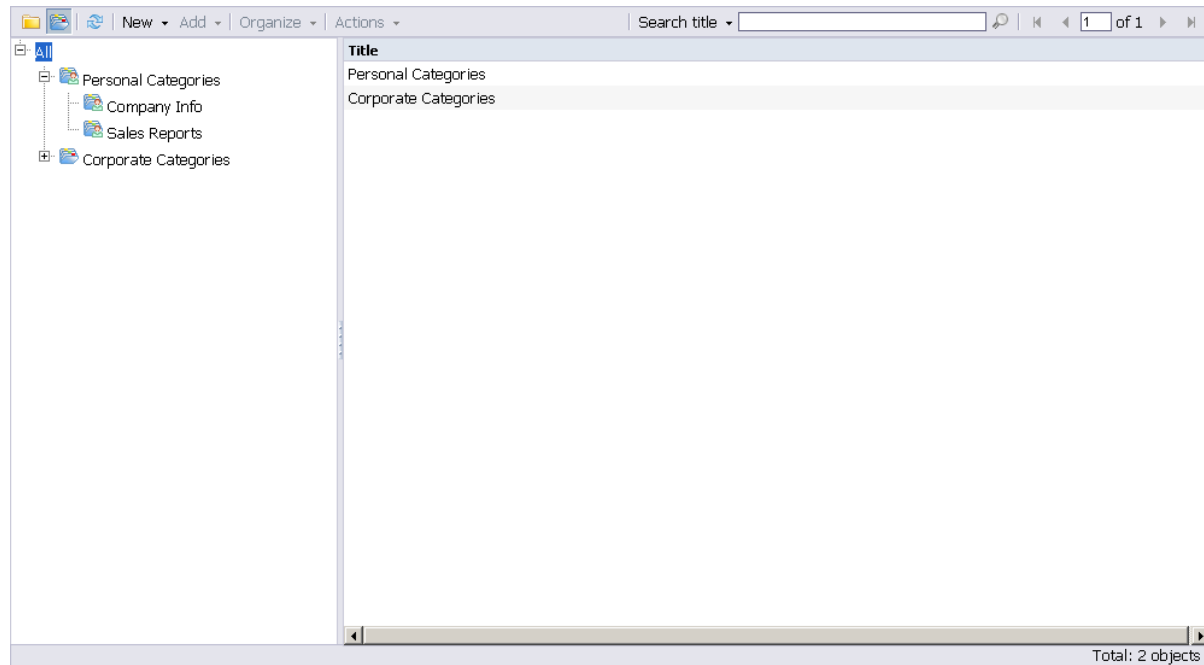 New Add Organize Actions Search title 1 of 1
All
Personal Categories
Company Info
Sales Reports
Corporate Categories
Title
Personal Categories
Corporate Categories
Total: 2 objects